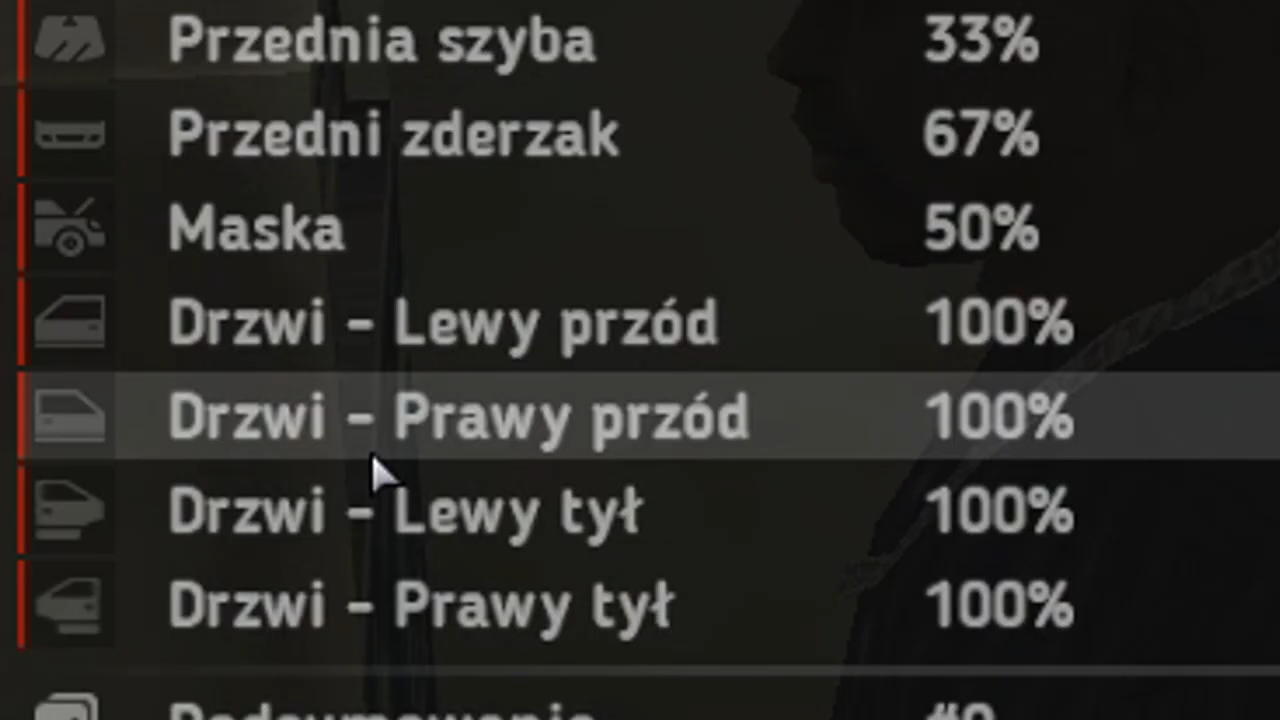 Przednia szyba 33%
Przedni zderzak 67%
Maska 50%
Drzwi - Lewy przód 100%
Drzwi - Prawy przód 100%
Drzwi - Lewy tył 100%
Drzwi - Prawy tył 100%